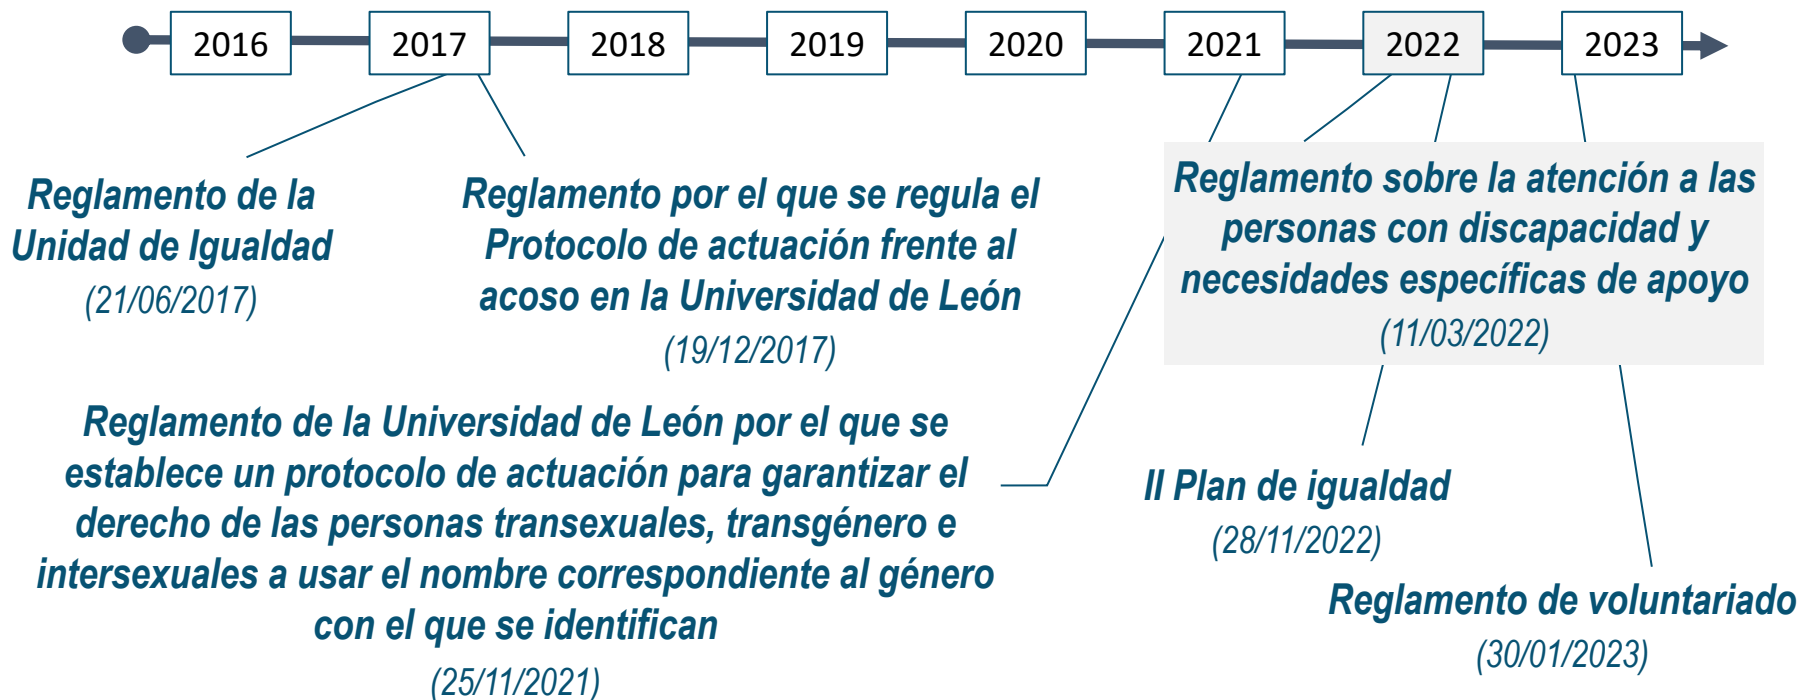 2016
2017
2018
2019
2020
2021
2022
2023
Reglamento de la
Unidad de Igualdad
(21/06/2017)
Reglamento por el que se regula el
Protocolo de actuación frente al
acoso en la Universidad de León
(19/12/2017)
Reglamento sobre la atención a las
personas con discapacidad y
necesidades específicas de apoyo
(11/03/2022)
Reglamento de la Universidad de León por el que se
establece un protocolo de actuación para garantizar el
derecho de las personas transexuales, transgénero e
intersexuales a usar el nombre correspondiente al género
con el que se identifican
(25/11/2021)
II Plan de igualdad
(28/11/2022)
Reglamento de voluntariado
(30/01/2023)